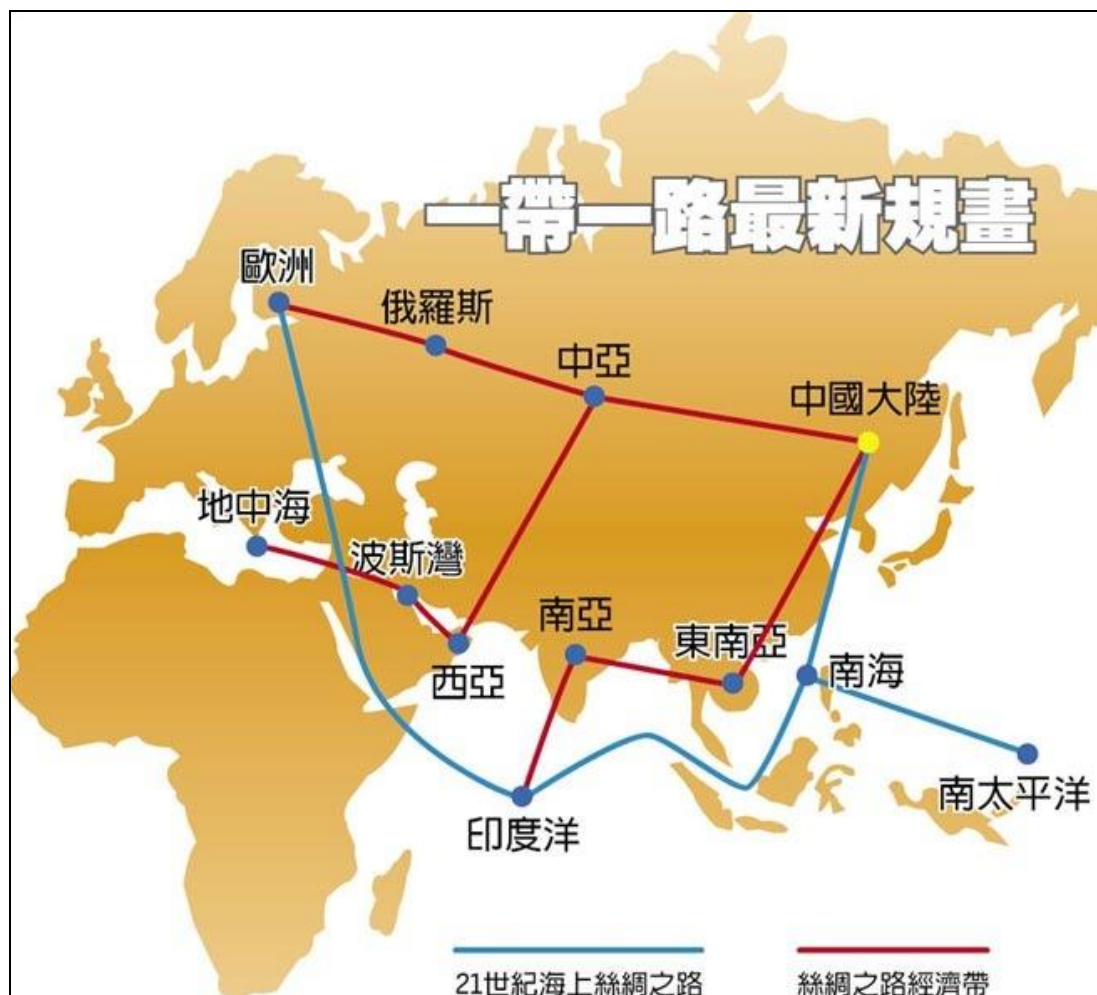 一帶一路最新規畫
歐洲
俄羅斯
中亞
中國大陸
地中海
波斯灣
西亞
南亞
東南亞
南海
南太平洋
印度洋
21世紀海上絲綢之路
絲綢之路經濟帶